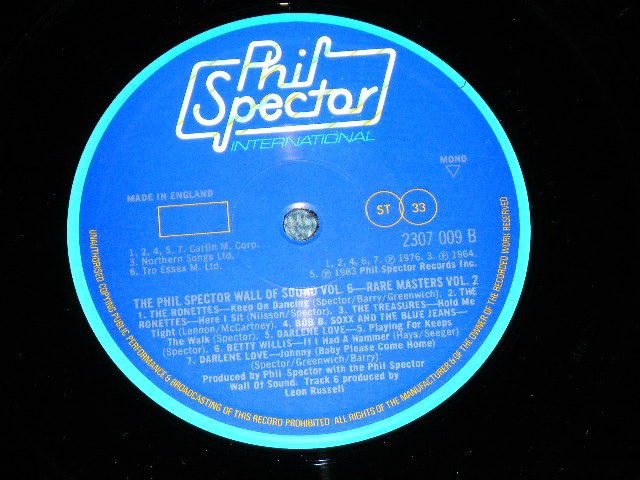 Phil
Spector
INTERNATIONAL
MONO
MADE IN ENGLAND
ST 33
2307 009 B
1, 2, 4, 5, 7. Carlin M. Corp.
3. Northern Songs Ltd.
6. Tro Essex M. Ltd.
1, 2, 4, 6, 7. ℗ 1976. 3. ℗ 1964.
5. ℗ 1963 Phil Spector Records Inc.
THE PHIL SPECTOR WALL OF SOUND VOL. 6—RARE MASTERS VOL. 2
1. THE RONETTES—Keep On Dancing (Spector/Barry/Greenwich). 2. THE
RONETTES—Here I Sit (Nilsson/Spector). 3. THE TREASURES—Hold Me
Tight (Lennon/McCartney). 4. BOB B. SOXX AND THE BLUE JEANS—
The Walk (Spector). 5. DARLENE LOVE—Playing For Keeps
(Spector). 6. BETTY WILLIS—If I Had A Hammer (Hays/Seeger)
7. DARLENE LOVE—Johnny (Baby Please Come Home)
(Spector/Greenwich/Barry)
Produced by Phil Spector with the Phil Spector
Wall Of Sound. Track 6 produced by
Leon Russell
UNAUTHORISED COPYING PUBLIC PERFORMANCE & BROADCASTING OF THIS RECORD PROHIBITED ALL RIGHTS OF THE MANUFACTURER & OF THE OWNER OF THE RECORDED WORK RESERVED